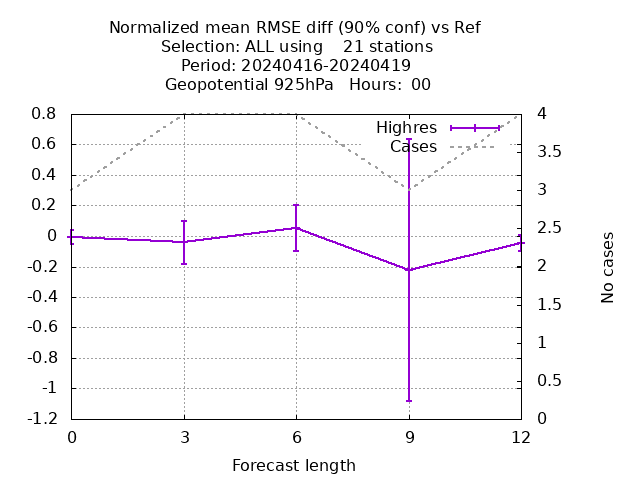 Normalized mean RMSE diff (90% conf) vs Ref
Selection: ALL using    21 stations
Period: 20240416-20240419
Geopotential 925hPa   Hours:  00
0.8
0.6
0.4
0.2
0
-0.2
-0.4
-0.6
-0.8
-1
-1.2
Highres
Cases
4
3.5
3
2.5
2
1.5
1
0.5
0
No cases
0 3 6 9 12
Forecast length